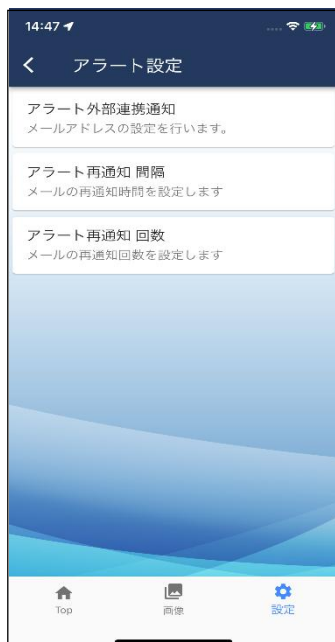 14:47
アラート設定
アラート外部連携通知
メールアドレスの設定を行います。
アラート再通知 間隔
メールの再通知時間を設定します
アラート再通知 回数
メールの再通知回数を設定します
Top
画像
設定